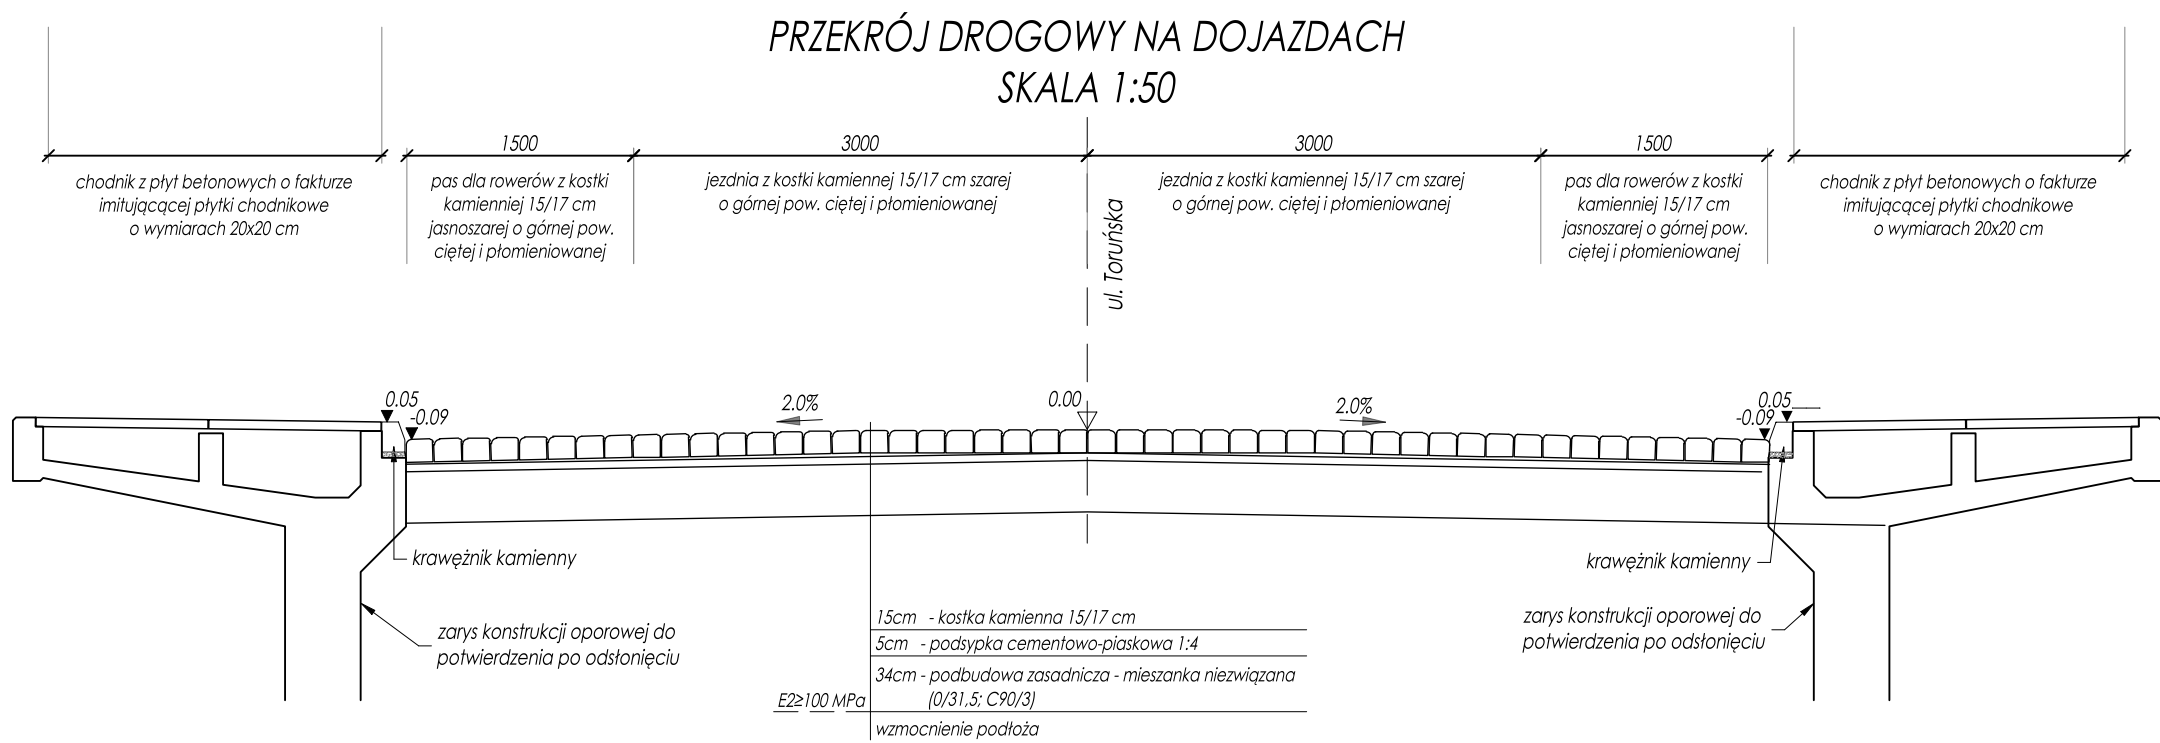 PRZEKRÓJ DROGOWY NA DOJAZDACH
SKALA 1:50
1500
3000
3000
1500
chodnik z płyt betonowych o fakturze
imitującącej płytki chodnikowe
o wymiarach 20x20 cm
pas dla rowerów z kostki
kamienniej 15/17 cm
jasnoszarej o górnej pow.
ciętej i płomieniowanej
jezdnia z kostki kamiennej 15/17 cm szarej
o górnej pow. ciętej i płomieniowanej
ul. Toruńska
jezdnia z kostki kamiennej 15/17 cm szarej
o górnej pow. ciętej i płomieniowanej
pas dla rowerów z kostki
kamienniej 15/17 cm
jasnoszarej o górnej pow.
ciętej i płomieniowanej
chodnik z płyt betonowych o fakturze
imitującącej płytki chodnikowe
o wymiarach 20x20 cm
0.05
-0.09
2.0%
0.00
2.0%
0.05
-0.09
krawężnik kamienny
krawężnik kamienny
zarys konstrukcji oporowej do
potwierdzenia po odsłonięciu
zarys konstrukcji oporowej do
potwierdzenia po odsłonięciu
15cm - kostka kamienna 15/17 cm
5cm - podsypka cementowo-piaskowa 1:4
34cm - podbudowa zasadnicza - mieszanka niezwiązana
(0/31,5; C90/3)
E2≥100 MPa
wzmocnienie podłoża